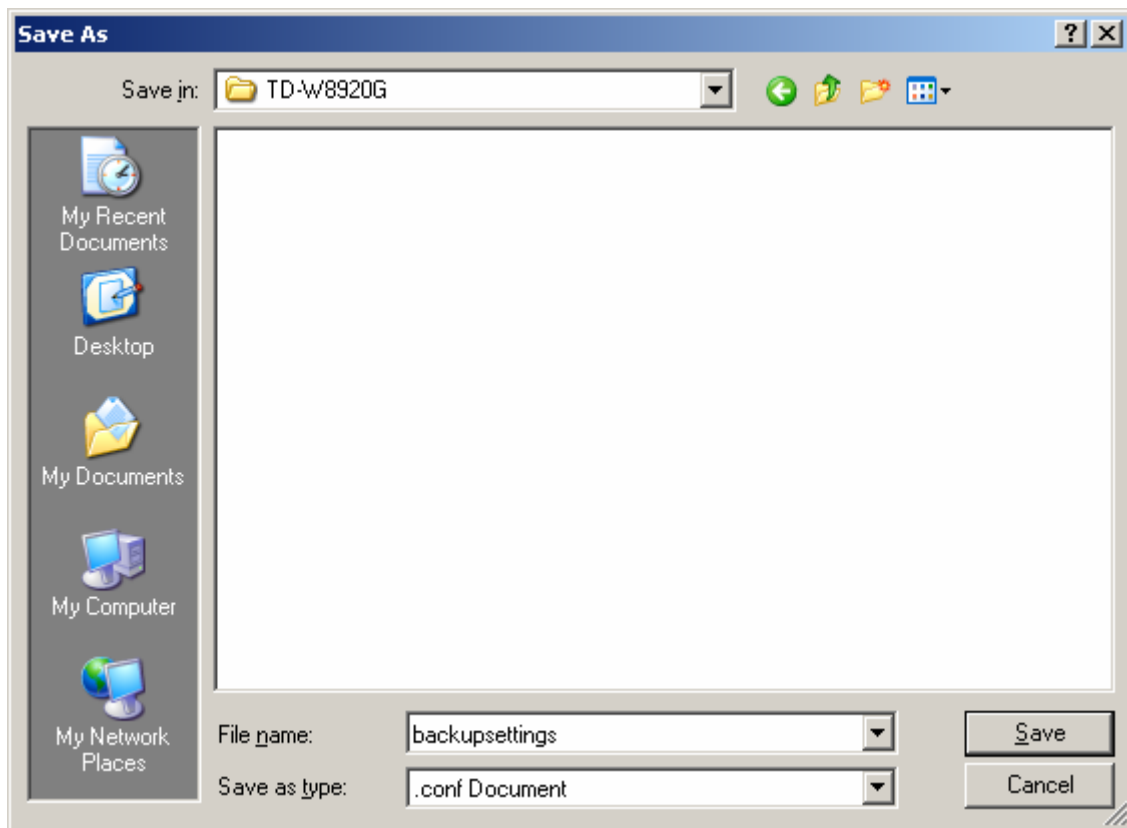 Save As
Save in: TD-W8920G
My Recent
Documents
Desktop
My Documents
My Computer
My Network
Places
File name: backupsettings Save
Save as type: .conf Document Cancel